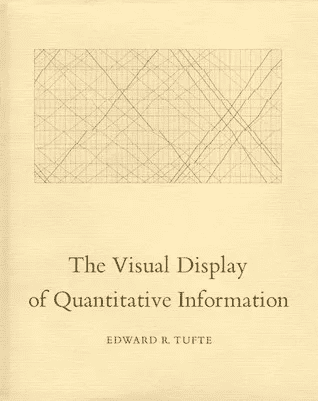 The Visual Display
of Quantitative Information
EDWARD R. TUFTE